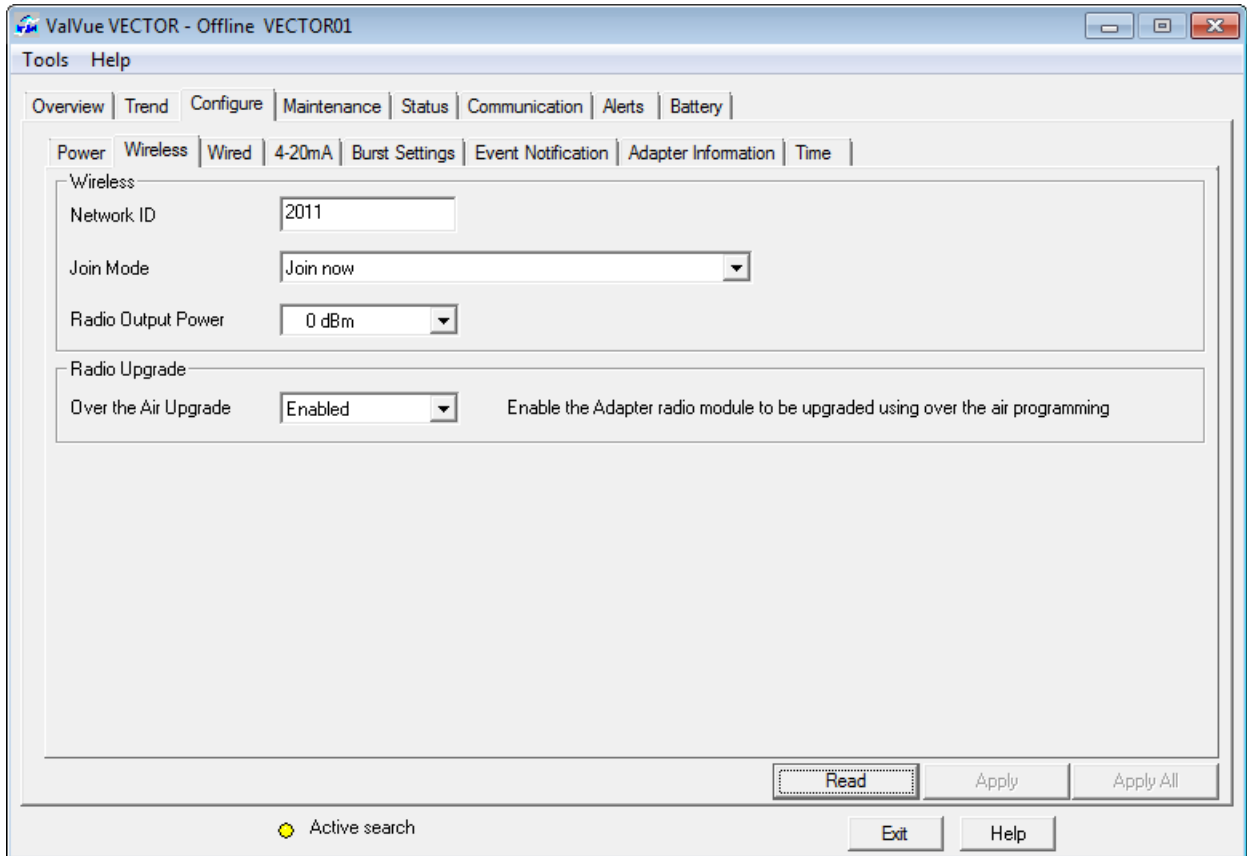 ValVue VECTOR - Offline VECTOR01
Tools Help
Overview Trend Configure Maintenance Status Communication Alerts Battery
Power Wireless Wired 4-20mA Burst Settings Event Notification Adapter Information Time
Wireless
Network ID 2011
Join Mode Join now
Radio Output Power 0 dBm
Radio Upgrade
Over the Air Upgrade Enabled Enable the Adapter radio module to be upgraded using over the air programming
Read Apply Apply All
Active search Exit Help